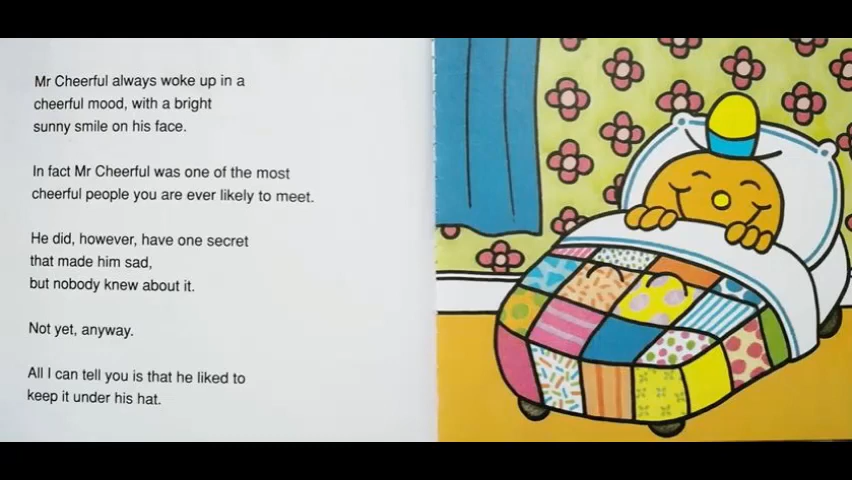 Mr Cheerful always woke up in a
cheerful mood, with a bright
sunny smile on his face.
In fact Mr Cheerful was one of the most
cheerful people you are ever likely to meet.
He did, however, have one secret
that made him sad,
but nobody knew about it.
Not yet, anyway.
All I can tell you is that he liked to
keep it under his hat.